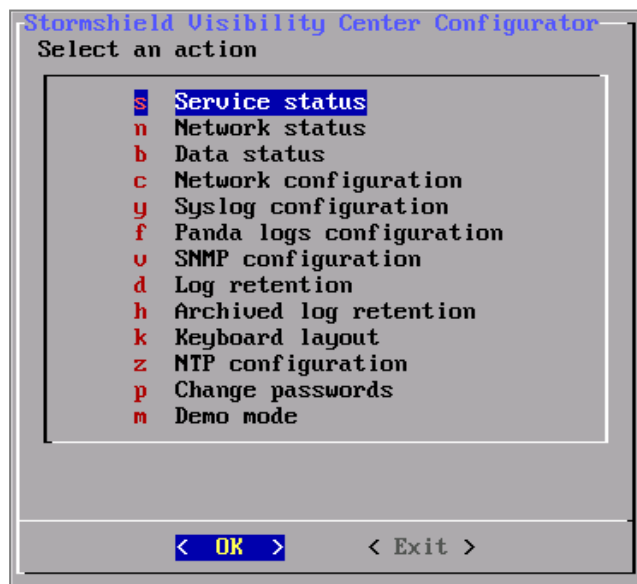 Stormshield Visibility Center Configurator
Select an action
s Service status
n Network status
b Data status
c Network configuration
y Syslog configuration
f Panda logs configuration
v SNMP configuration
d Log retention
h Archived log retention
k Keyboard layout
z NTP configuration
p Change passwords
m Demo mode
< OK > < Exit >